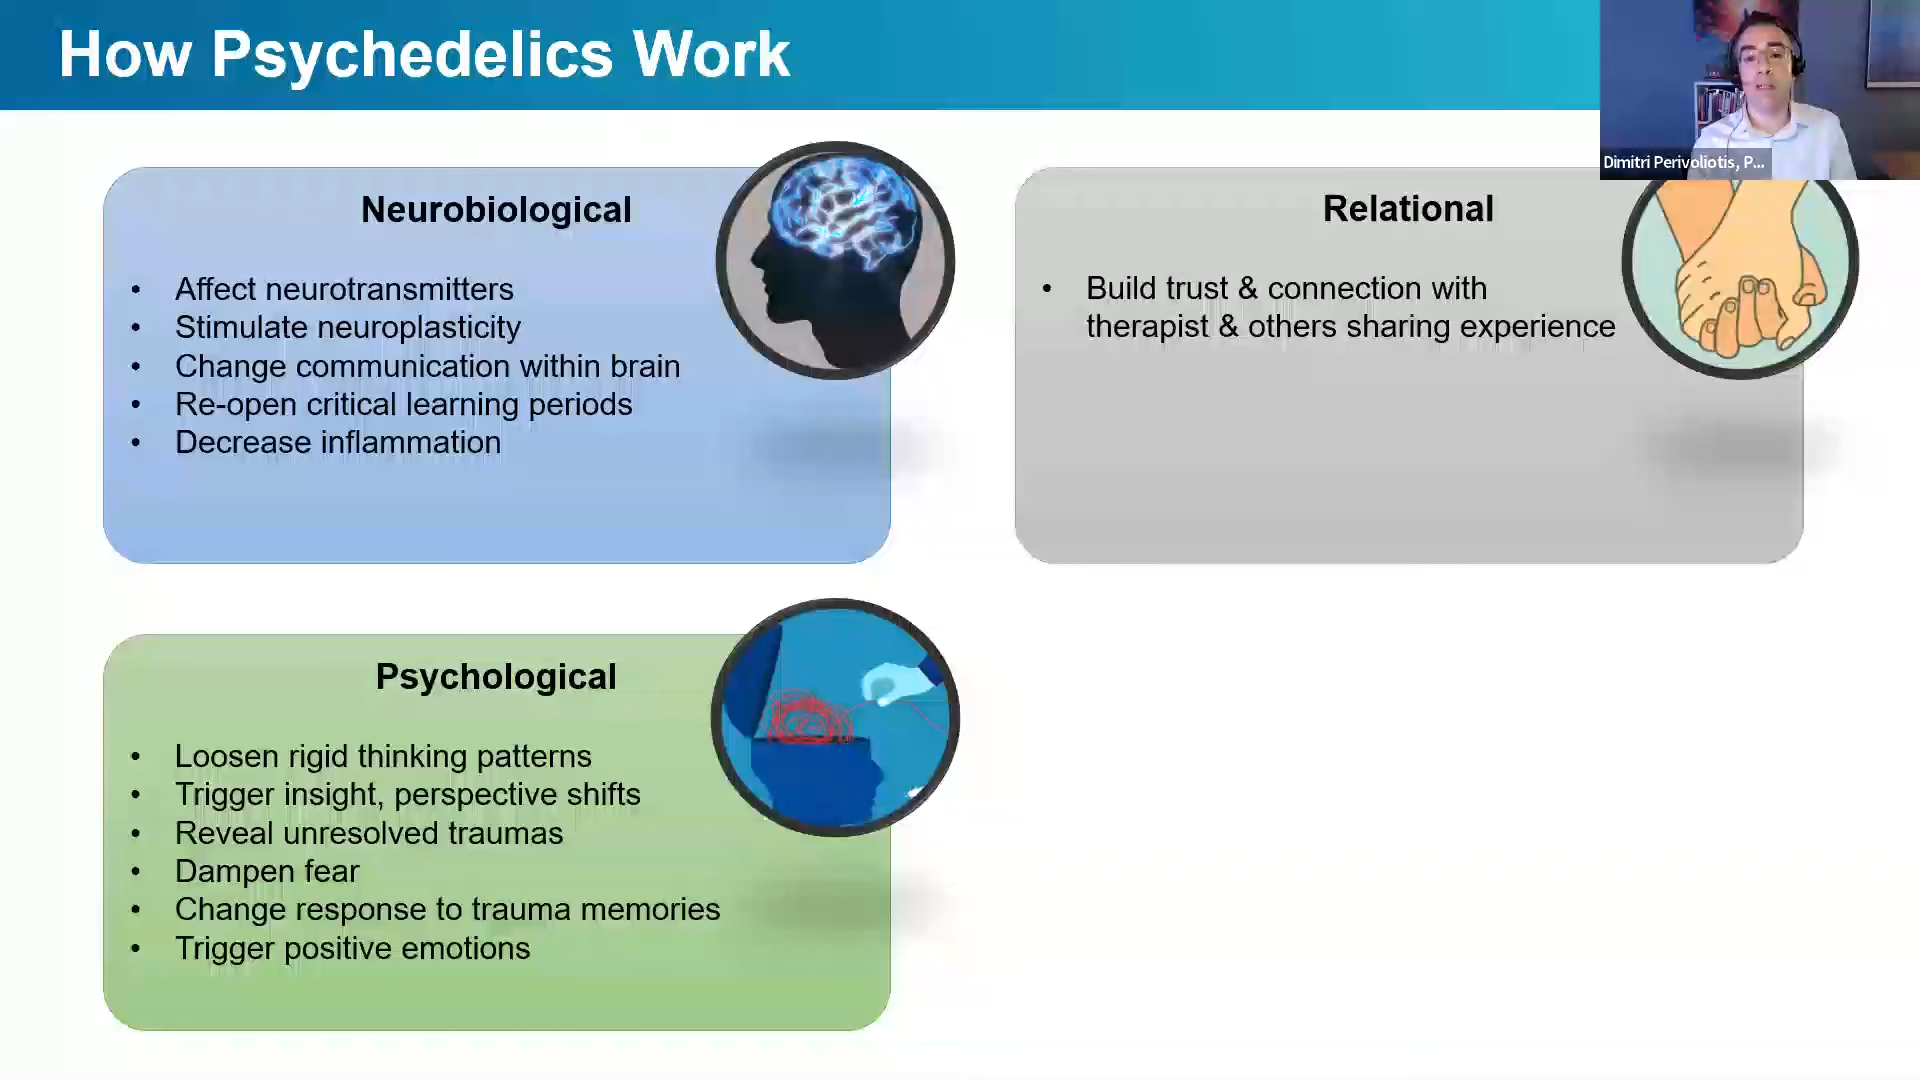 How Psychedelics Work
Dimitri Perivoliotis, P...
Neurobiological
• Affect neurotransmitters
• Stimulate neuroplasticity
• Change communication within brain
• Re-open critical learning periods
• Decrease inflammation
Relational
• Build trust & connection with
therapist & others sharing experience
Psychological
• Loosen rigid thinking patterns
• Trigger insight, perspective shifts
• Reveal unresolved traumas
• Dampen fear
• Change response to trauma memories
• Trigger positive emotions